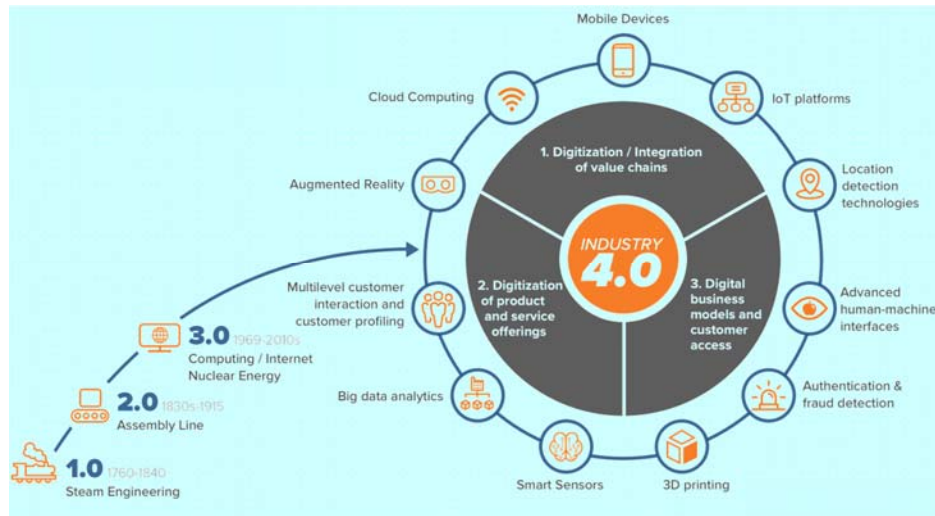 Mobile Devices
Cloud Computing
IoT platforms
1. Digitization / Integration
of value chains
Augmented Reality
Location
detection
technologies
INDUSTRY
4.0
Multilevel customer
interaction and
customer profiling
2. Digitization
of product
and service
offerings
3. Digital
business
models and
customer
access
Advanced
human-machine
interfaces
3.0 1969-2010s
Computing / Internet
Nuclear Energy
Big data analytics
Authentication &
fraud detection
2.0 1830s-1915
Assembly Line
1.0 1760-1840
Steam Engineering
Smart Sensors
3D printing